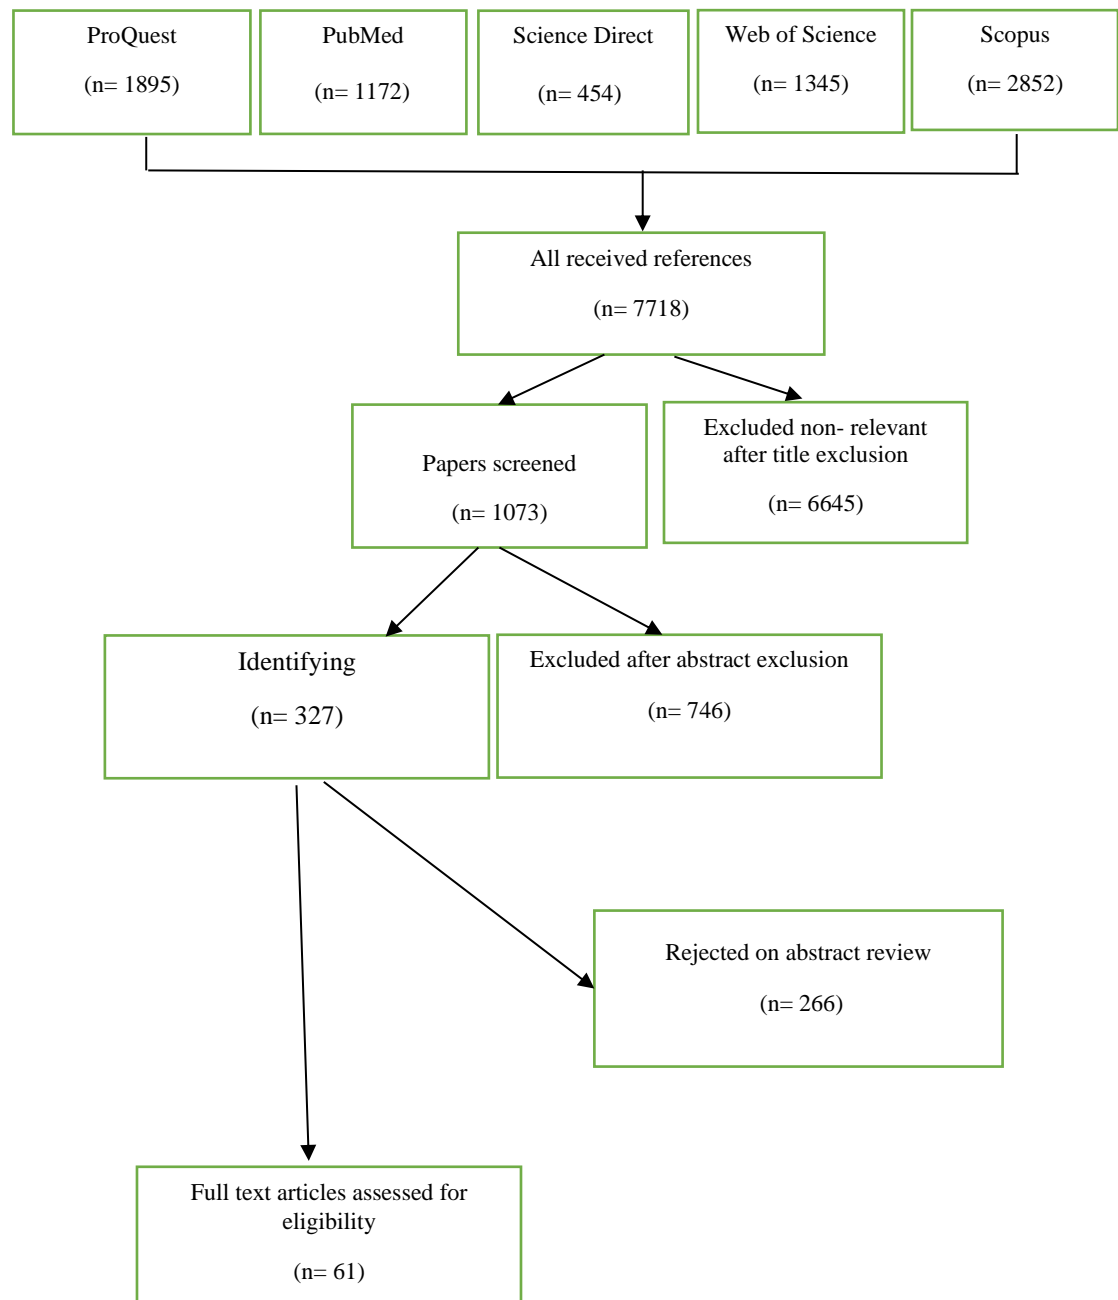 ProQuest
(n= 1895)
PubMed
(n= 1172)
Science Direct
(n= 454)
Web of Science
(n= 1345)
Scopus
(n= 2852)
All received references
(n= 7718)
Papers screened
(n= 1073)
Excluded non- relevant
after title exclusion
(n= 6645)
Identifying
(n= 327)
Excluded after abstract exclusion
(n= 746)
Rejected on abstract review
(n= 266)
Full text articles assessed for
eligibility
(n= 61)